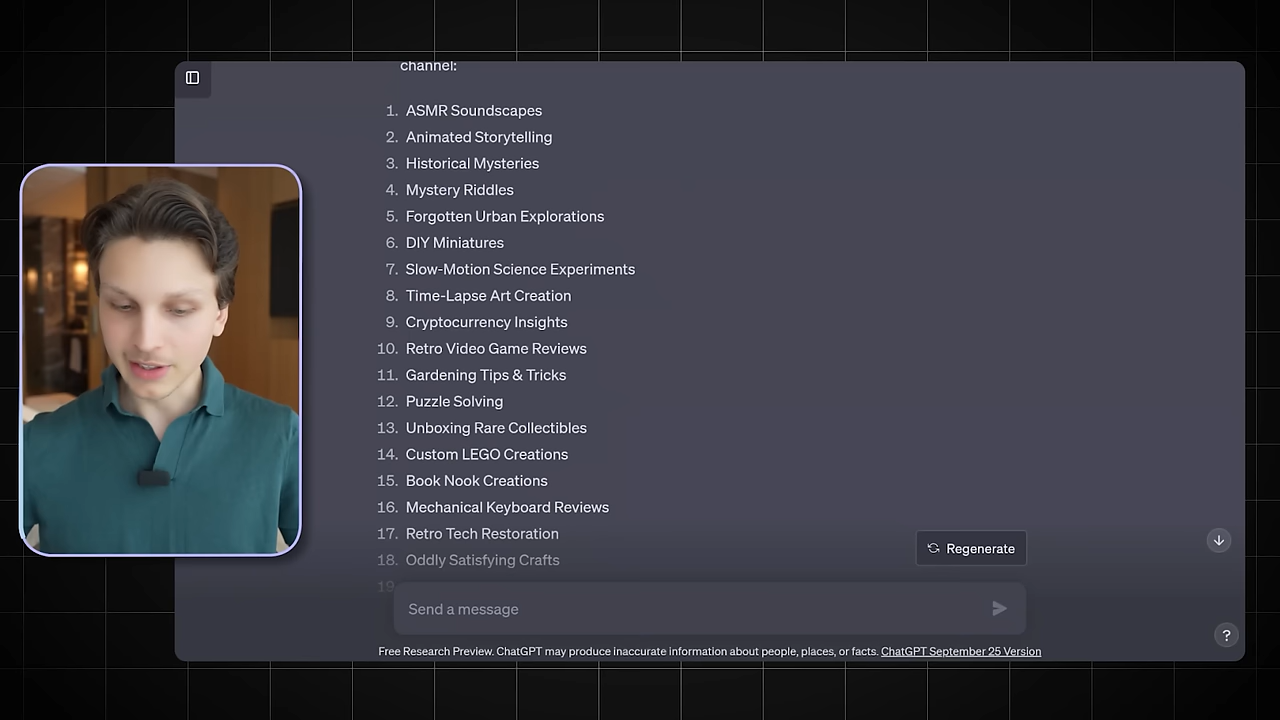 channel:
1. ASMR Soundscapes
2. Animated Storytelling
3. Historical Mysteries
4. Mystery Riddles
5. Forgotten Urban Explorations
6. DIY Miniatures
7. Slow-Motion Science Experiments
8. Time-Lapse Art Creation
9. Cryptocurrency Insights
10. Retro Video Game Reviews
11. Gardening Tips & Tricks
12. Puzzle Solving
13. Unboxing Rare Collectibles
14. Custom LEGO Creations
15. Book Nook Creations
16. Mechanical Keyboard Reviews
17. Retro Tech Restoration
18. Oddly Satisfying Crafts
19.
Regenerate
Send a message
?
Free Research Preview. ChatGPT may produce inaccurate information about people, places, or facts. ChatGPT September 25 Version